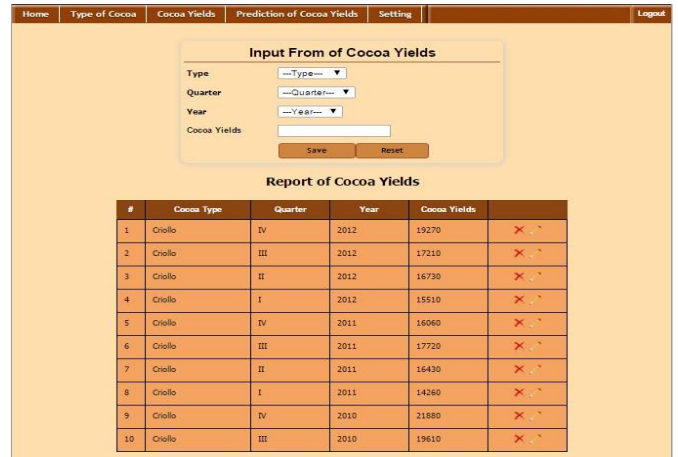 Home Type of Cocoa Cocoa Yields Prediction of Cocoa Yields Setting Logout
Input From of Cocoa Yields
Type ---Type---
Quarter ---Quarter---
Year ---Year---
Cocoa Yields
Save Reset
Report of Cocoa Yields
# Cocoa Type Quarter Year Cocoa Yields
1 Criollo IV 2012 19270
2 Criollo III 2012 17210
3 Criollo II 2012 16730
4 Criollo I 2012 15510
5 Criollo IV 2011 16060
6 Criollo III 2011 17720
7 Criollo II 2011 16430
8 Criollo I 2011 14260
9 Criollo IV 2010 21880
10 Criollo III 2010 19610